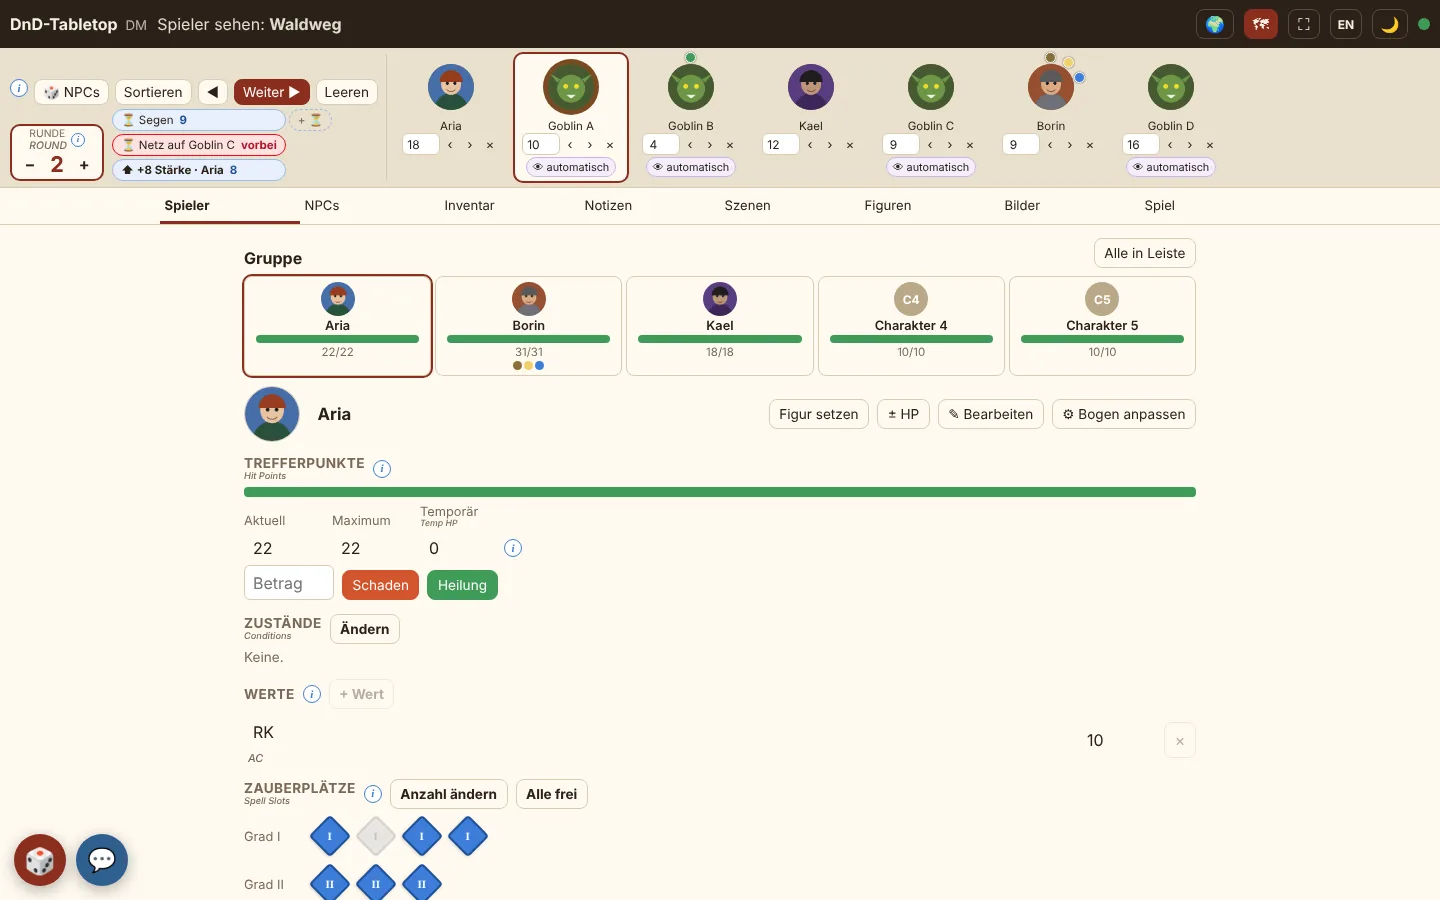 DnD-Tabletop DM Spieler sehen: Waldweg
EN
i NPCs Sortieren ◀ Weiter ▶ Leeren
Segen 9
+
Netz auf Goblin C vorbei
+8 Stärke · Aria 8
RUNDE
ROUND
i
− 2 +
Aria
18 ‹ › ×
Goblin A
10 ‹ › ×
automatisch
Goblin B
4 ‹ › ×
automatisch
Kael
12 ‹ › ×
Goblin C
9 ‹ › ×
automatisch
Borin
9 ‹ › ×
Goblin D
16 ‹ › ×
automatisch
Spieler NPCs Inventar Notizen Szenen Figuren Bilder Spiel
Gruppe
Alle in Leiste
Aria
22/22
Borin
31/31
Kael
18/18
C4
Charakter 4
10/10
C5
Charakter 5
10/10
Aria
Figur setzen ± HP ✎ Bearbeiten ⚙ Bogen anpassen
TREFFERPUNKTE
Hit Points
i
Aktuell Maximum Temporär
Temp HP
22 22 0 i
Betrag Schaden Heilung
ZUSTÄNDE
Conditions
Ändern
Keine.
WERTE i + Wert
RK
AC
10 ×
ZAUBERPLÄTZE
Spell Slots
i Anzahl ändern Alle frei
Grad I I I I I
Grad II II II II